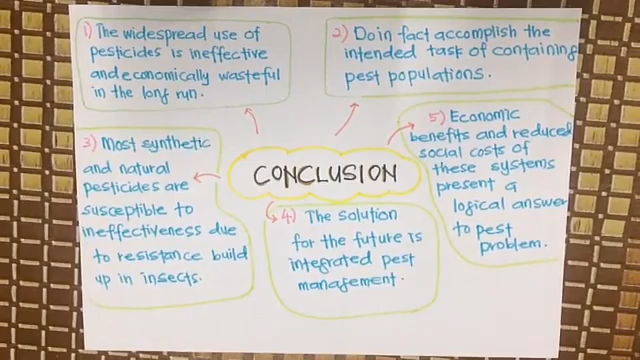 1) The widespread use of
pesticides is ineffective
and economically wasteful
in the long run.
2) Do in fact accomplish the
intended task of containing
pest populations.
3) Most synthetic
and natural
pesticides are
susceptible to
ineffectiveness due
to resistance build
up in insects.
CONCLUSION
4) The solution
for the future is
integrated pest
management.
5) Economic
benefits and reduced
social costs of
these systems
present a
logical answer
to pest
problem.